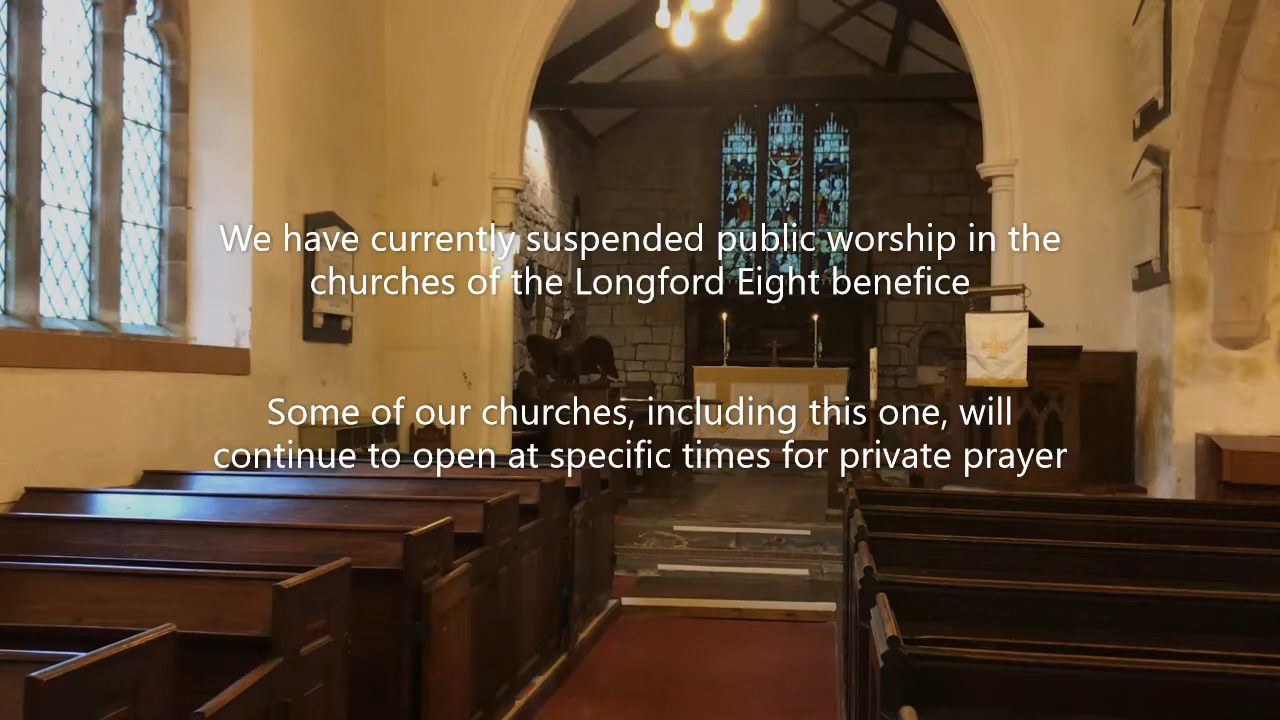 We have currently suspended public worship in the
churches of the Longford Eight benefice
Some of our churches, including this one, will
continue to open at specific times for private prayer